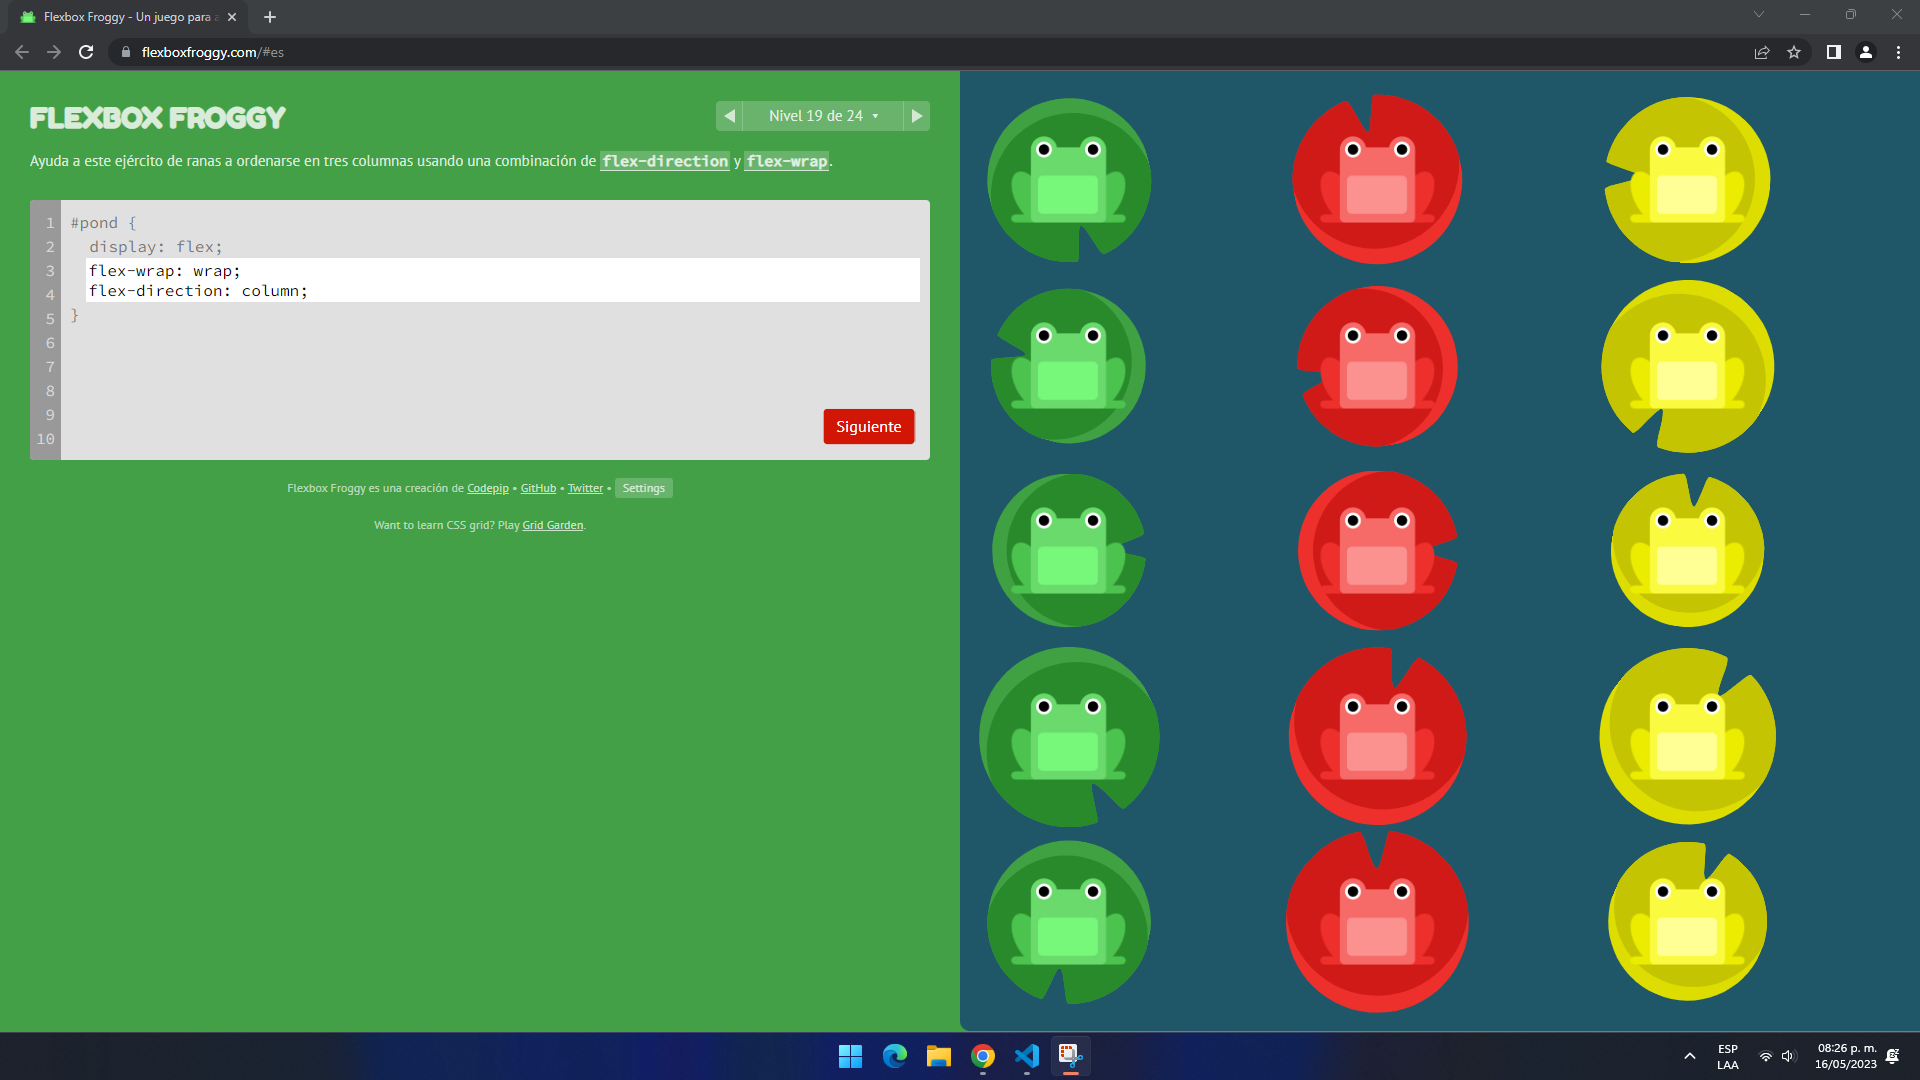 Flexbox Froggy - Un juego para a
flexboxfroggy.com/#es
FLEXBOX FROGGY
Nivel 19 de 24
Ayuda a este ejército de ranas a ordenarse en tres columnas usando una combinación de flex-direction y flex-wrap.
1 #pond {
2 display: flex;
3 flex-wrap: wrap;
4 flex-direction: column;
5 }
6
7
8
9
10
Siguiente
Flexbox Froggy es una creación de Codepip • GitHub • Twitter • Settings
Want to learn CSS grid? Play Grid Garden.
ESP
LAA
08:26 p. m.
16/05/2023